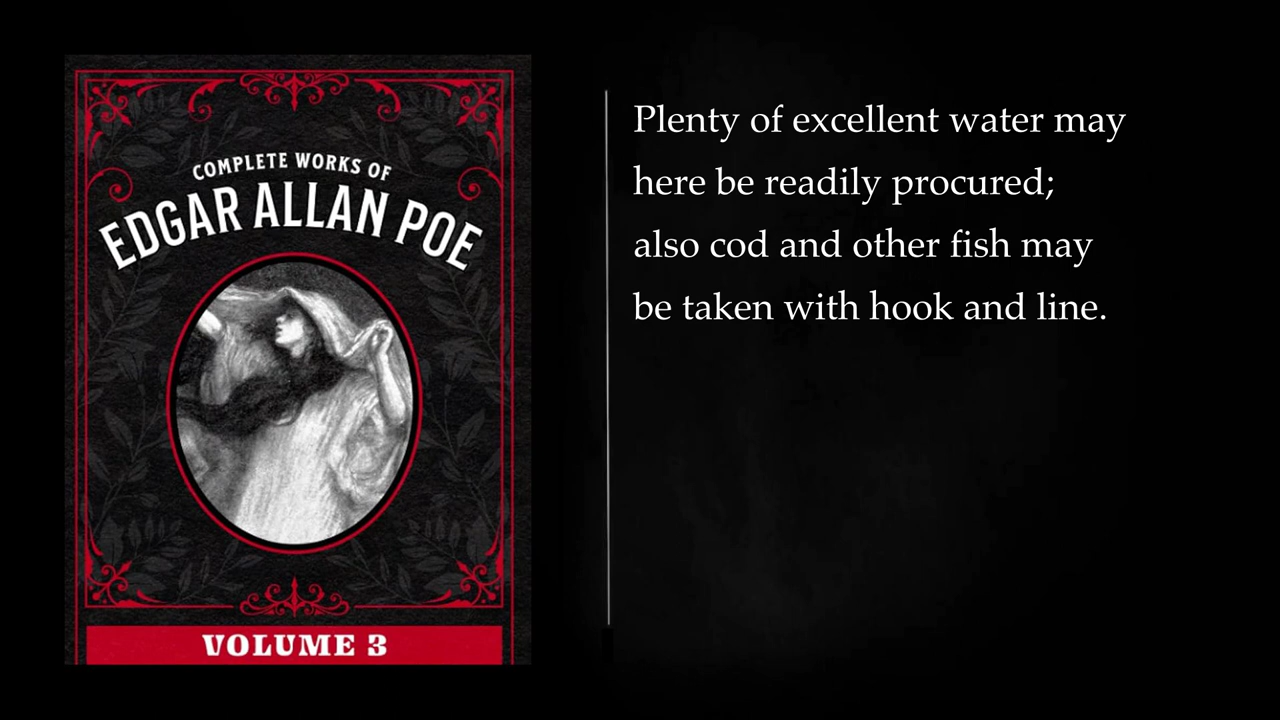 COMPLETE WORKS OF
EDGAR ALLAN POE
VOLUME 3
Plenty of excellent water may
here be readily procured;
also cod and other fish may
be taken with hook and line.